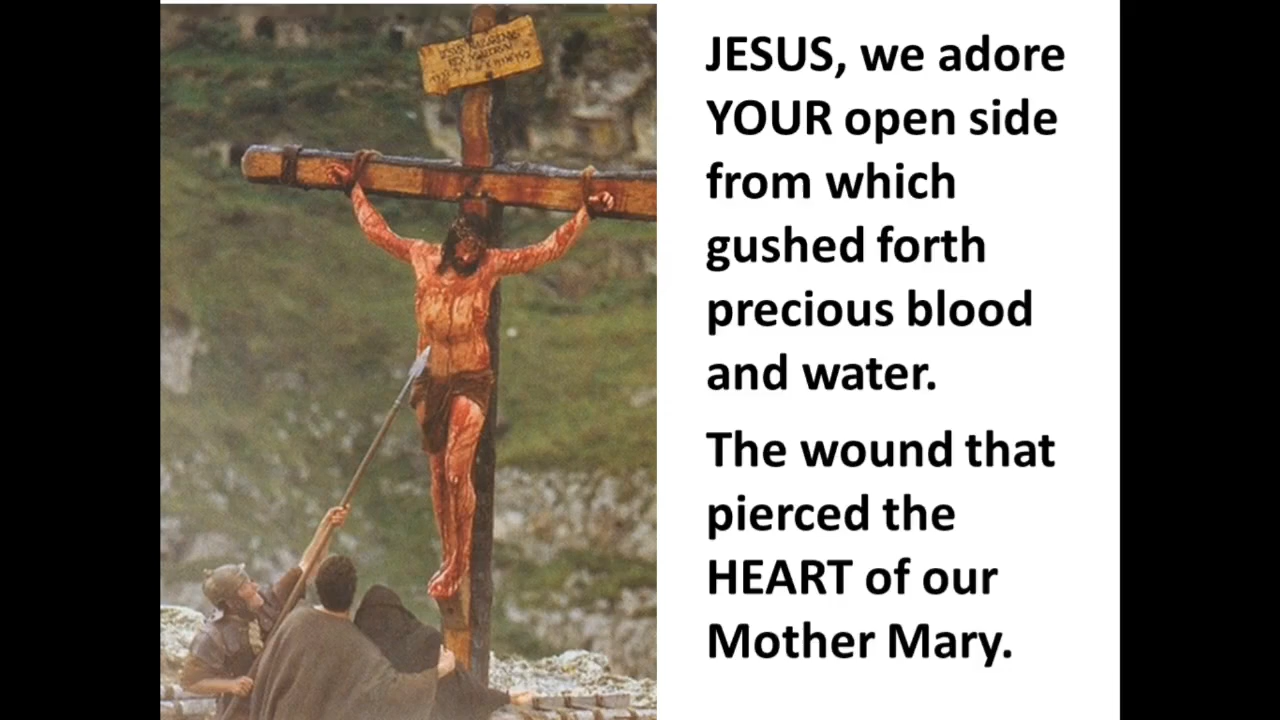 JESUS, we adore
YOUR open side
from which
gushed forth
precious blood
and water.
The wound that
pierced the
HEART of our
Mother Mary.